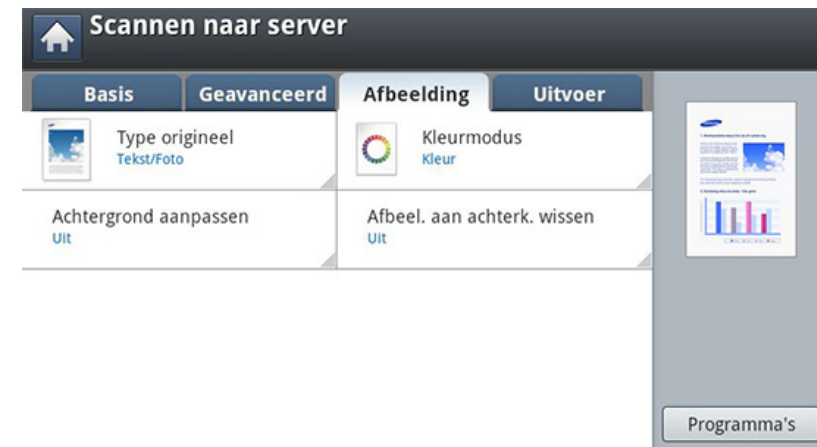 Scannen naar server
Basis
Geavanceerd
Afbeelding
Uitvoer
Type origineel
Tekst/Foto
Kleurmodus
Kleur
Achtergrond aanpassen
Uit
Afbeel. aan achterk. wissen
Uit
Programma's